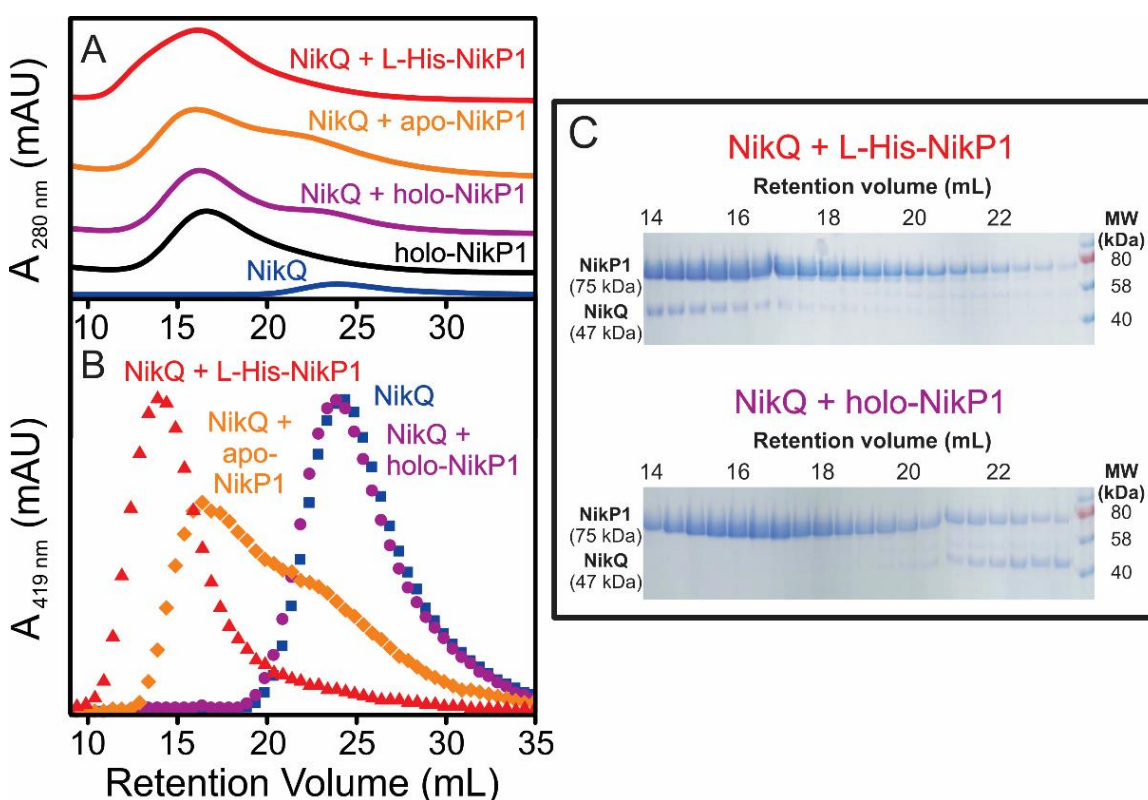 A
A 280 nm (mAU)
NikQ + L-His-NikP1
NikQ + apo-NikP1
NikQ + holo-NikP1
holo-NikP1
NikQ
10 15 20 25 30
B
A 419 nm (mAU)
NikQ + L-His-NikP1
NikQ +
apo-
NikP1
NikQ
NikQ +
holo-NikP1
10 15 20 25 30 35
Retention Volume (mL)
C
NikQ + L-His-NikP1
Retention volume (mL)
14 16 18 20 22
MW
(kDa)
NikP1
(75 kDa)
NikQ
(47 kDa)
80
58
40
NikQ + holo-NikP1
Retention volume (mL)
14 16 18 20 22
MW
(kDa)
NikP1
(75 kDa)
NikQ
(47 kDa)
80
58
40